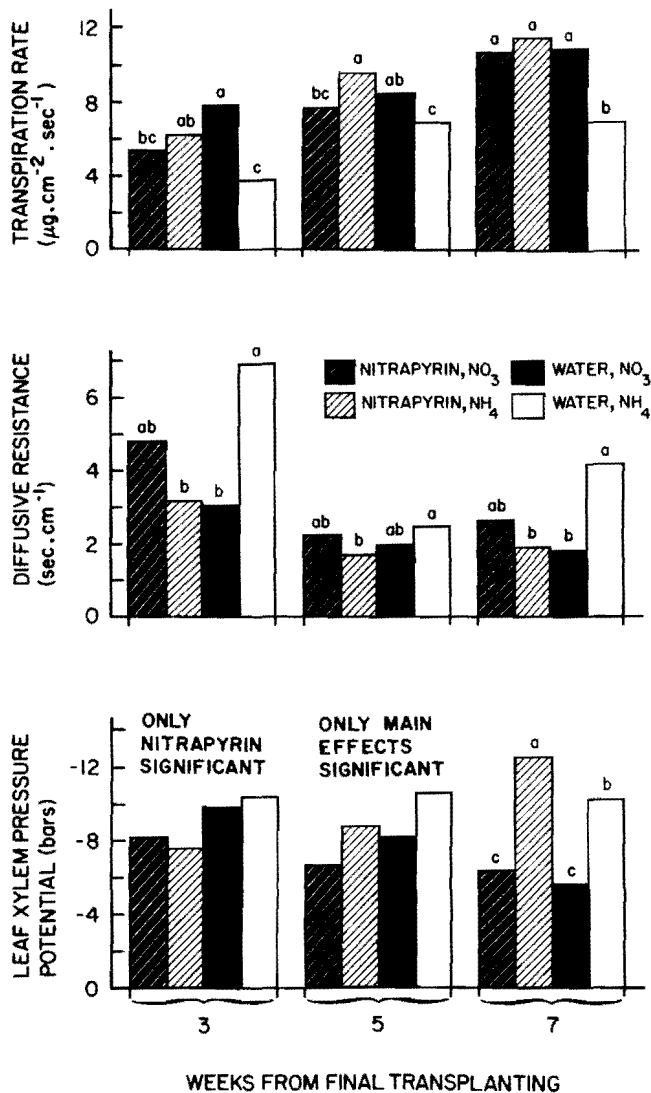 TRANSPIRATION RATE
(μg.cm-2 . sec-1)
12
8
4
0
bc ab a c
bc a ab c
a a a b
DIFFUSIVE RESISTANCE
(sec. cm-1)
6
4
2
0
NITRAPYRIN, NO3 WATER, NO3
NITRAPYRIN, NH4 WATER, NH4
ab b b a
ab b ab a
ab b b a
LEAF XYLEM PRESSURE
POTENTIAL (bars)
-12
-8
-4
0
ONLY
NITRAPYRIN
SIGNIFICANT
ONLY MAIN
EFFECTS
SIGNIFICANT
c a c b
3 5 7
WEEKS FROM FINAL TRANSPLANTING